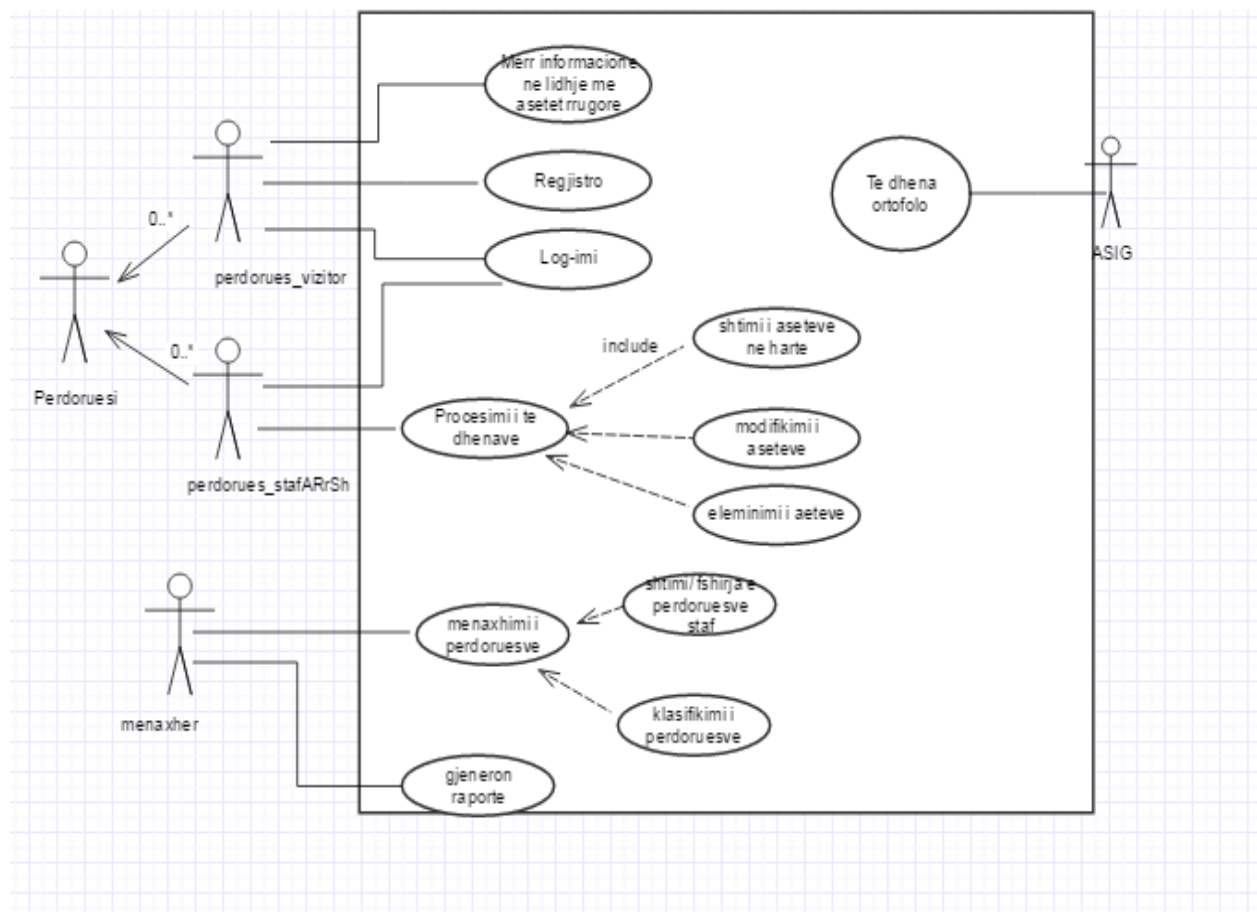 Merr informacione
ne lidhje me
asetet rrugore
Regjistro
Te dhena
ortofolo
ASIG
0..*
Log-imi
perdorues_vizitor
0..*
Perdoruesi
shtimi i aseteve
ne harte
include
Procesimi i te
dhenave
modifikimi i
aseteve
perdorues_stafARrSh
eleminimi i aeteve
shtimi/fshirja e
perdoruesve
staf
menaxhimi i
perdoruesve
klasifikimi i
perdoruesve
menaxher
gjeneron
raporte